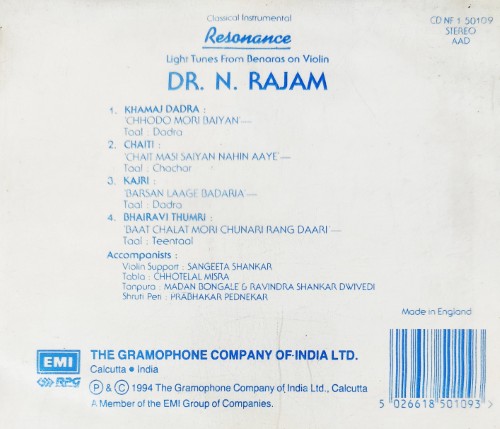 Classical Instrumental
CD NF 1 50109
Resonance
STEREO
AAD
Light Tunes From Benaras on Violin
DR. N. RAJAM
1. KHAMAJ DADRA :
'CHHODO MORI BAIYAN'—
Taal : Dadra
2. CHAITI :
'CHAIT MASI SAIYAN NAHIN AAYE'—
Taal : Chachar
3. KAJRI :
'BARSAN LAAGE BADARIA'—
Taal : Dadra
4. BHAIRAVI THUMRI :
'BAAT CHALAT MORI CHUNARI RANG DAARI'—
Taal : Teentaal
Accompanists :
Violin Support : SANGEETA SHANKAR
Tabla : CHHOTELAL MISRA
Tanpura : MADAN BONGALE & RAVINDRA SHANKAR DWIVEDI
Shruti Peti : PRABHAKAR PEDNEKAR
Made in England
EMI
THE GRAMOPHONE COMPANY OF INDIA LTD.
Calcutta • India
RPG
Ⓟ & © 1994 The Gramophone Company of India Ltd., Calcutta
A Member of the EMI Group of Companies.
5 026618 501093 >